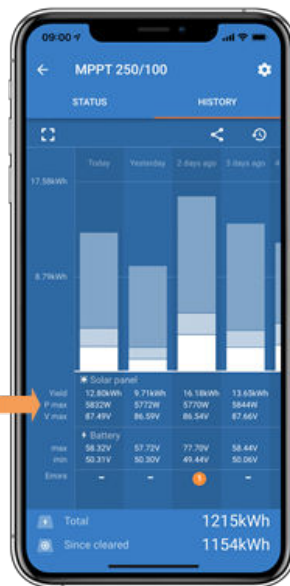 09:00
MPPT 250/100
STATUS HISTORY
Today Yesterday 2 days ago 3 days ago 4
17.58kWh
8.79kWh
Solar panel
Yield 12.80kWh 9.71kWh 16.18kWh 13.65kWh
P max 5832W 5772W 5770W 5844W
V max 87.49V 86.59V 86.54V 87.66V
Battery
max 58.32V 57.72V 77.70V 58.44V
min 50.31V 50.30V 49.44V 50.06V
Errors - - 1 -
Total 1215kWh
Since cleared 1154kWh